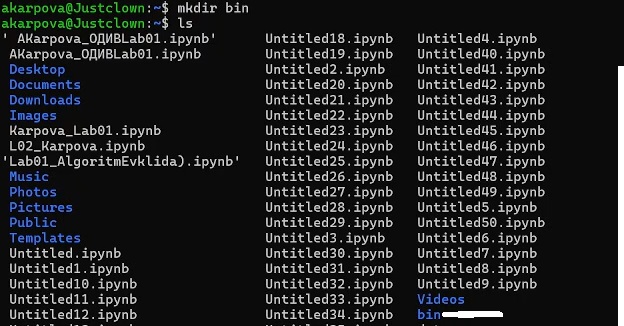 akarpova@Justclown:~$ mkdir bin
akarpova@Justclown:~$ ls
' AKarpova_ОДИВLab01.ipynb' Untitled18.ipynb Untitled4.ipynb
AKarpova_ОДИВLab01.ipynb Untitled19.ipynb Untitled40.ipynb
Desktop Untitled2.ipynb Untitled41.ipynb
Documents Untitled20.ipynb Untitled42.ipynb
Downloads Untitled21.ipynb Untitled43.ipynb
Images Untitled22.ipynb Untitled44.ipynb
Karpova_Lab01.ipynb Untitled23.ipynb Untitled45.ipynb
L02_Karpova.ipynb Untitled24.ipynb Untitled46.ipynb
'Lab01_AlgoritmEvklida).ipynb' Untitled25.ipynb Untitled47.ipynb
Music Untitled26.ipynb Untitled48.ipynb
Photos Untitled27.ipynb Untitled49.ipynb
Pictures Untitled28.ipynb Untitled5.ipynb
Public Untitled29.ipynb Untitled50.ipynb
Templates Untitled3.ipynb Untitled6.ipynb
Untitled.ipynb Untitled30.ipynb Untitled7.ipynb
Untitled1.ipynb Untitled31.ipynb Untitled8.ipynb
Untitled10.ipynb Untitled32.ipynb Untitled9.ipynb
Untitled11.ipynb Untitled33.ipynb Videos
Untitled12.ipynb Untitled34.ipynb bin